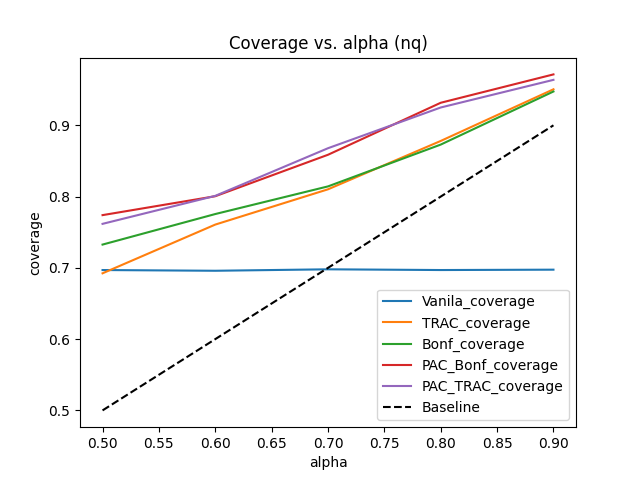 Coverage vs. alpha (nq)
coverage
0.9
0.8
0.7
0.6
0.5
Vanila_coverage
TRAC_coverage
Bonf_coverage
PAC_Bonf_coverage
PAC_TRAC_coverage
Baseline
0.50 0.55 0.60 0.65 0.70 0.75 0.80 0.85 0.90
alpha